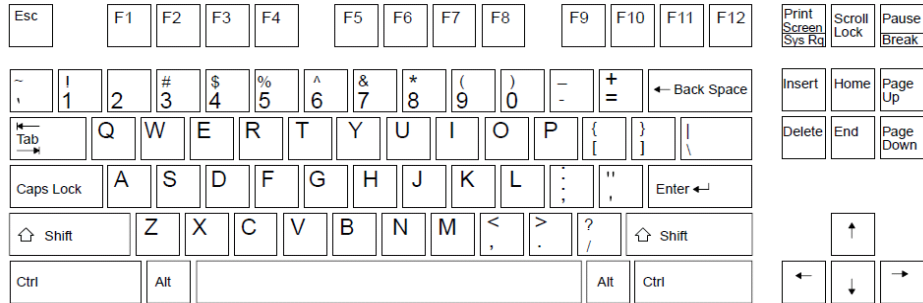 Esc F1 F2 F3 F4 F5 F6 F7 F8 F9 F10 F11 F12 Print Screen Sys Rq Scroll Lock Pause Break
~ ` ! 1 2 # 3 $ 4 % 5 ^ 6 & 7 * 8 ( 9 ) 0 _ - + = ← Back Space Insert Home Page Up
Tab Q W E R T Y U I O P { [ } ] | \ Delete End Page Down
Caps Lock A S D F G H J K L : ; " ' Enter ↵
⇧ Shift Z X C V B N M < , > . ? / ⇧ Shift ↑
Ctrl Alt Alt Ctrl ← ↓ →